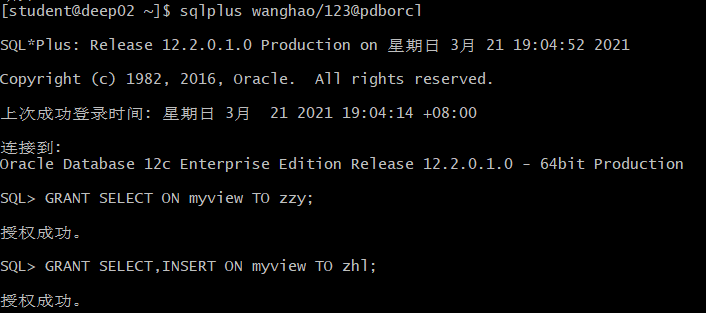 [student@deep02 ~]$ sqlplus wanghao/123@pdborcl
SQL*Plus: Release 12.2.0.1.0 Production on 星期日 3月 21 19:04:52 2021
Copyright (c) 1982, 2016, Oracle.  All rights reserved.
上次成功登录时间: 星期日 3月  21 2021 19:04:14 +08:00
连接到:
Oracle Database 12c Enterprise Edition Release 12.2.0.1.0 - 64bit Production
SQL> GRANT SELECT ON myview TO zzy;
授权成功。
SQL> GRANT SELECT,INSERT ON myview TO zhl;
授权成功。